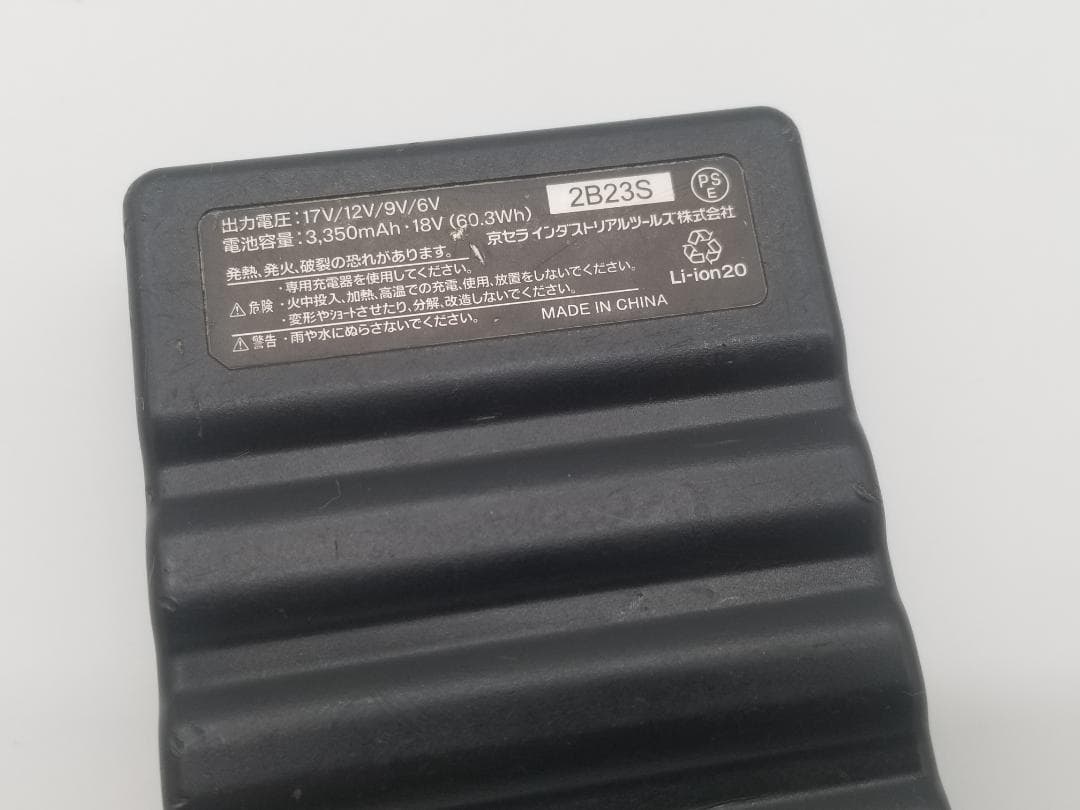 出力電圧:17V/12V/9V/6V
電池容量:3,350mAh・18V(60.3Wh)
2B23S
PS
E
京セラインダストリアルツールズ株式会社
発熱、発火、破裂の恐れがあります。
・専用充電器を使用してください。
⚠危険 ・火中投入、加熱、高温での充電、使用、放置をしないでください。
・変形やショートさせたり、分解、改造しないでください。
⚠警告 ・雨や水にぬらさないでください。
Li-ion20
MADE IN CHINA